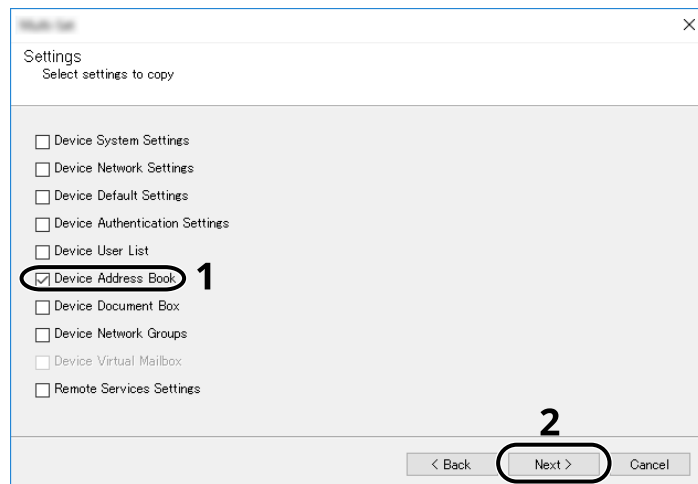 Settings
Select settings to copy
Device System Settings
Device Network Settings
Device Default Settings
Device Authentication Settings
Device User List
Device Address Book 1
Device Document Box
Device Network Groups
Device Virtual Mailbox
Remote Services Settings
2
< Back Next > Cancel